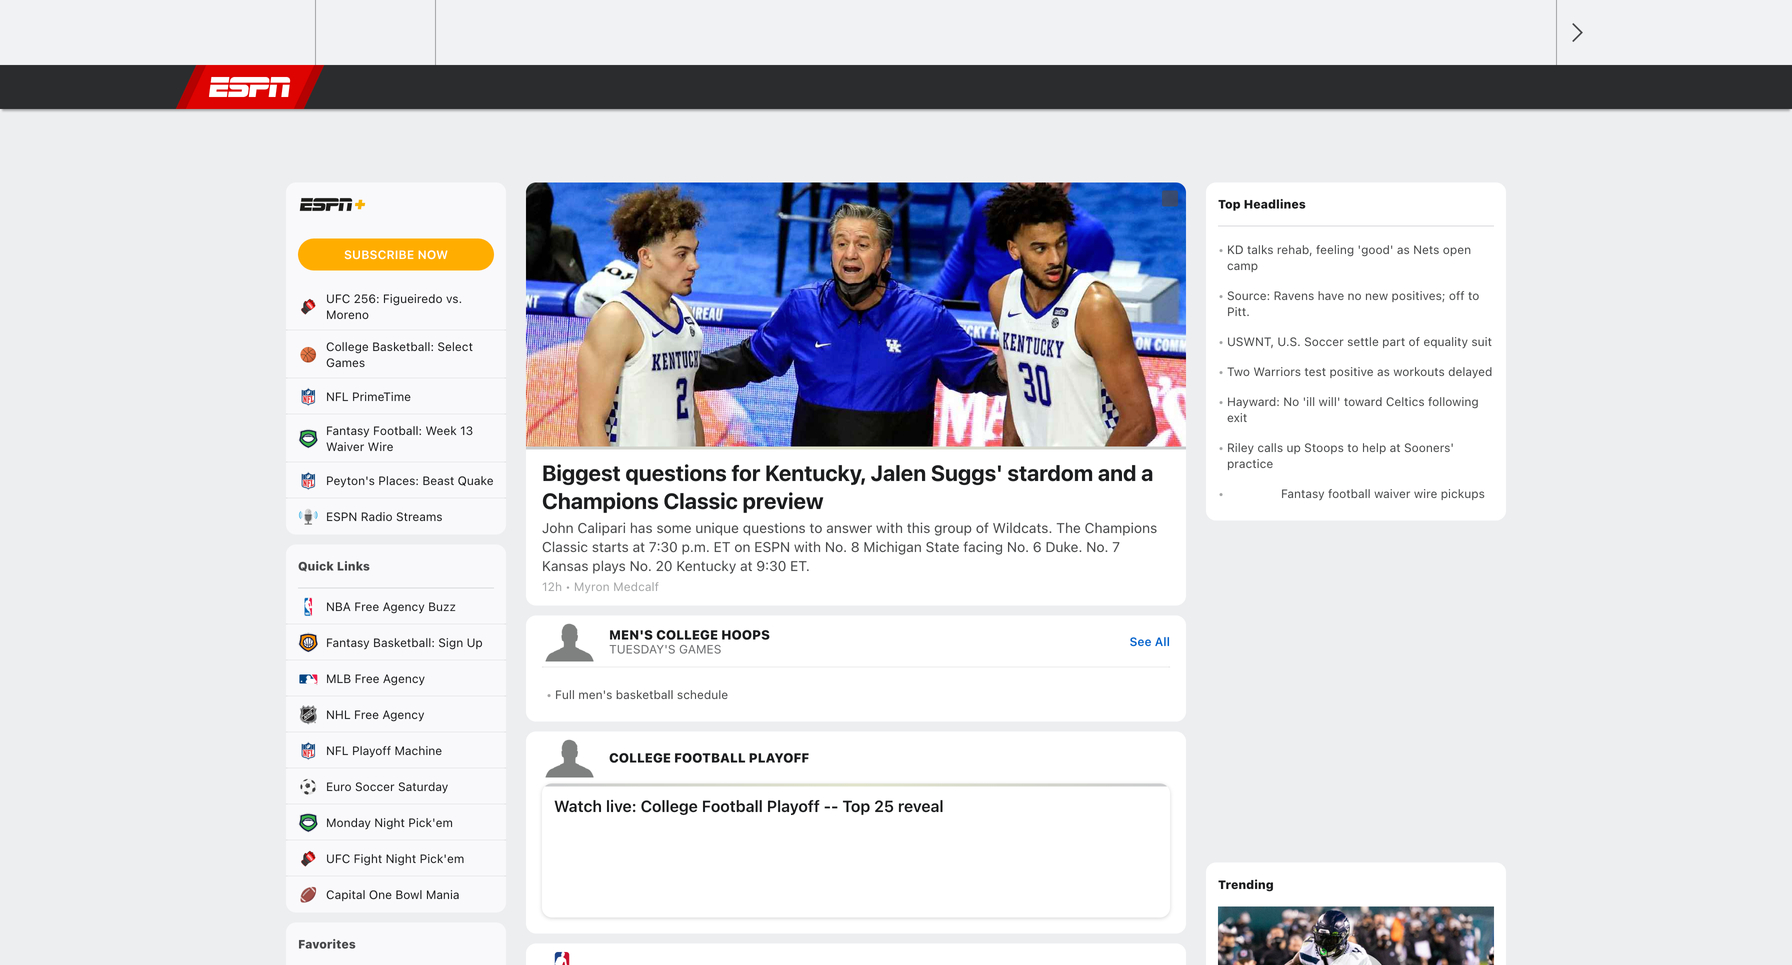 ESPN
ESPN+
SUBSCRIBE NOW
UFC 256: Figueiredo vs.
Moreno
College Basketball: Select
Games
NFL PrimeTime
Fantasy Football: Week 13
Waiver Wire
Peyton's Places: Beast Quake
ESPN Radio Streams
Quick Links
NBA Free Agency Buzz
Fantasy Basketball: Sign Up
MLB Free Agency
NHL Free Agency
NFL Playoff Machine
Euro Soccer Saturday
Monday Night Pick'em
UFC Fight Night Pick'em
Capital One Bowl Mania
Favorites
KENTUCKY
2
KENTUCKY
30
Biggest questions for Kentucky, Jalen Suggs' stardom and a
Champions Classic preview
John Calipari has some unique questions to answer with this group of Wildcats. The Champions
Classic starts at 7:30 p.m. ET on ESPN with No. 8 Michigan State facing No. 6 Duke. No. 7
Kansas plays No. 20 Kentucky at 9:30 ET.
12h • Myron Medcalf
MEN'S COLLEGE HOOPS
TUESDAY'S GAMES
See All
• Full men's basketball schedule
COLLEGE FOOTBALL PLAYOFF
Watch live: College Football Playoff -- Top 25 reveal
Top Headlines
• KD talks rehab, feeling 'good' as Nets open
camp
• Source: Ravens have no new positives; off to
Pitt.
• USWNT, U.S. Soccer settle part of equality suit
• Two Warriors test positive as workouts delayed
• Hayward: No 'ill will' toward Celtics following
exit
• Riley calls up Stoops to help at Sooners'
practice
• Fantasy football waiver wire pickups
Trending